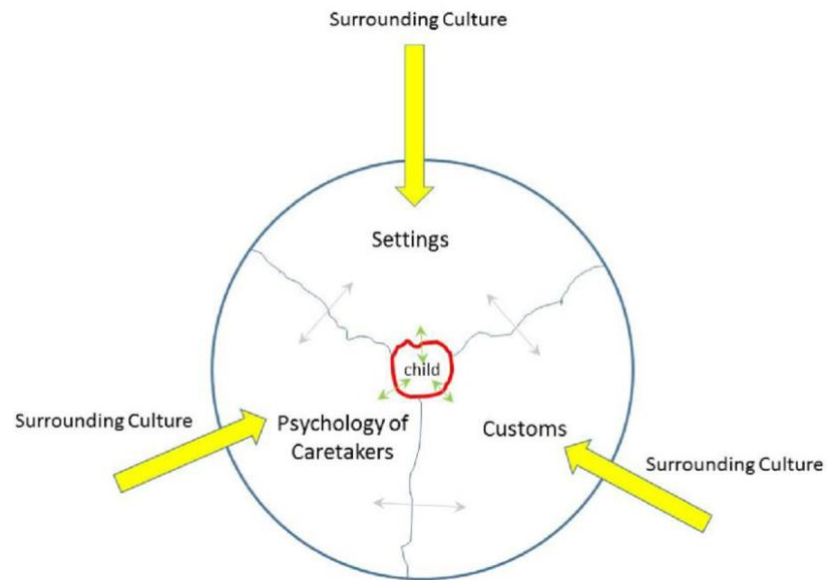 Surrounding Culture
Settings
child
Surrounding Culture
Psychology of
Caretakers
Customs
Surrounding Culture